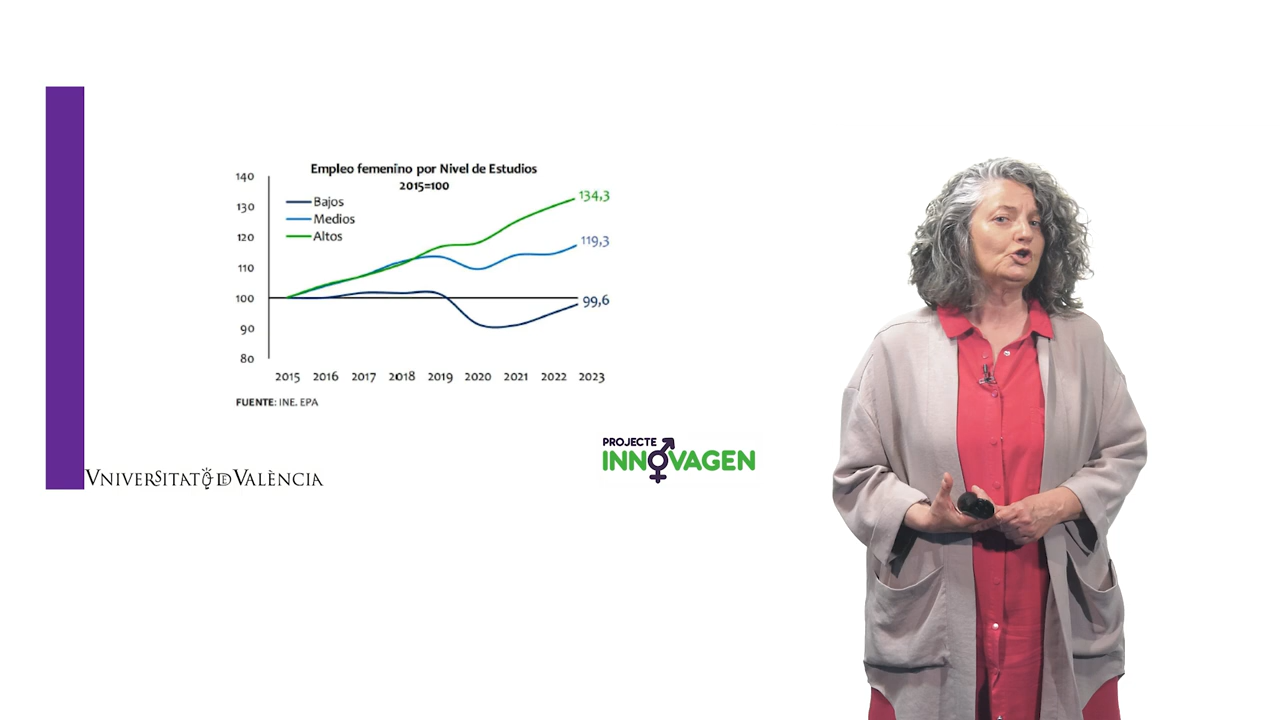 Empleo femenino por Nivel de Estudios
2015=100
140
130
120
110
100
90
80
Bajos
Medios
Altos
134,3
119,3
99,6
2015 2016 2017 2018 2019 2020 2021 2022 2023
FUENTE: INE. EPA
PROJECTE
INNOVAGEN
VNIVERSITAT D VALÈNCIA